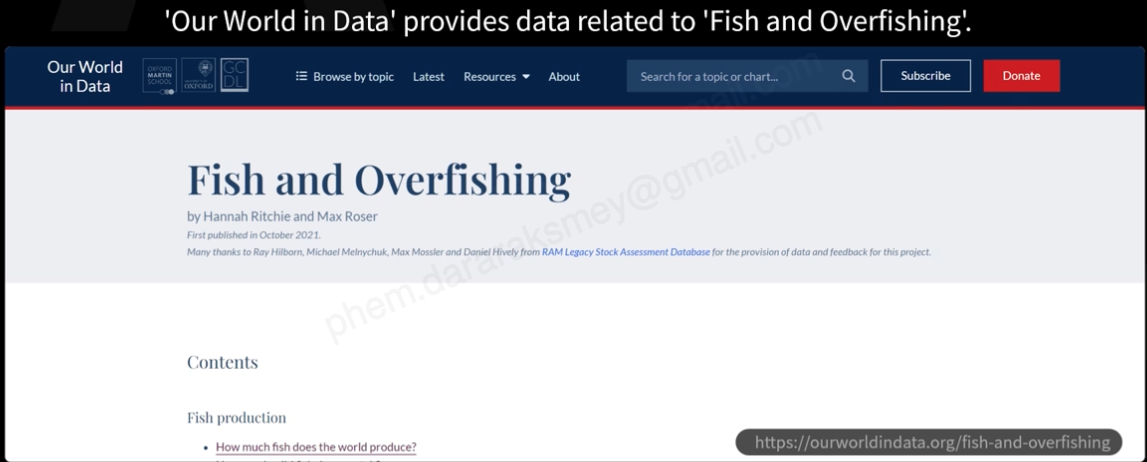 'Our World in Data' provides data related to 'Fish and Overfishing'.
Our World
in Data
OXFORD
MARTIN
SCHOOL
UNIVERSITY OF
OXFORD
GC
DL
Browse by topic
Latest
Resources
About
Search for a topic or chart...
Subscribe
Donate
Fish and Overfishing
by Hannah Ritchie and Max Roser
First published in October 2021.
Many thanks to Ray Hilborn, Michael Melnychuk, Max Mossler and Daniel Hively from RAM Legacy Stock Assessment Database for the provision of data and feedback for this project.
phem.dararaksmey@gmail.com
Contents
Fish production
• How much fish does the world produce?
https://ourworldindata.org/fish-and-overfishing